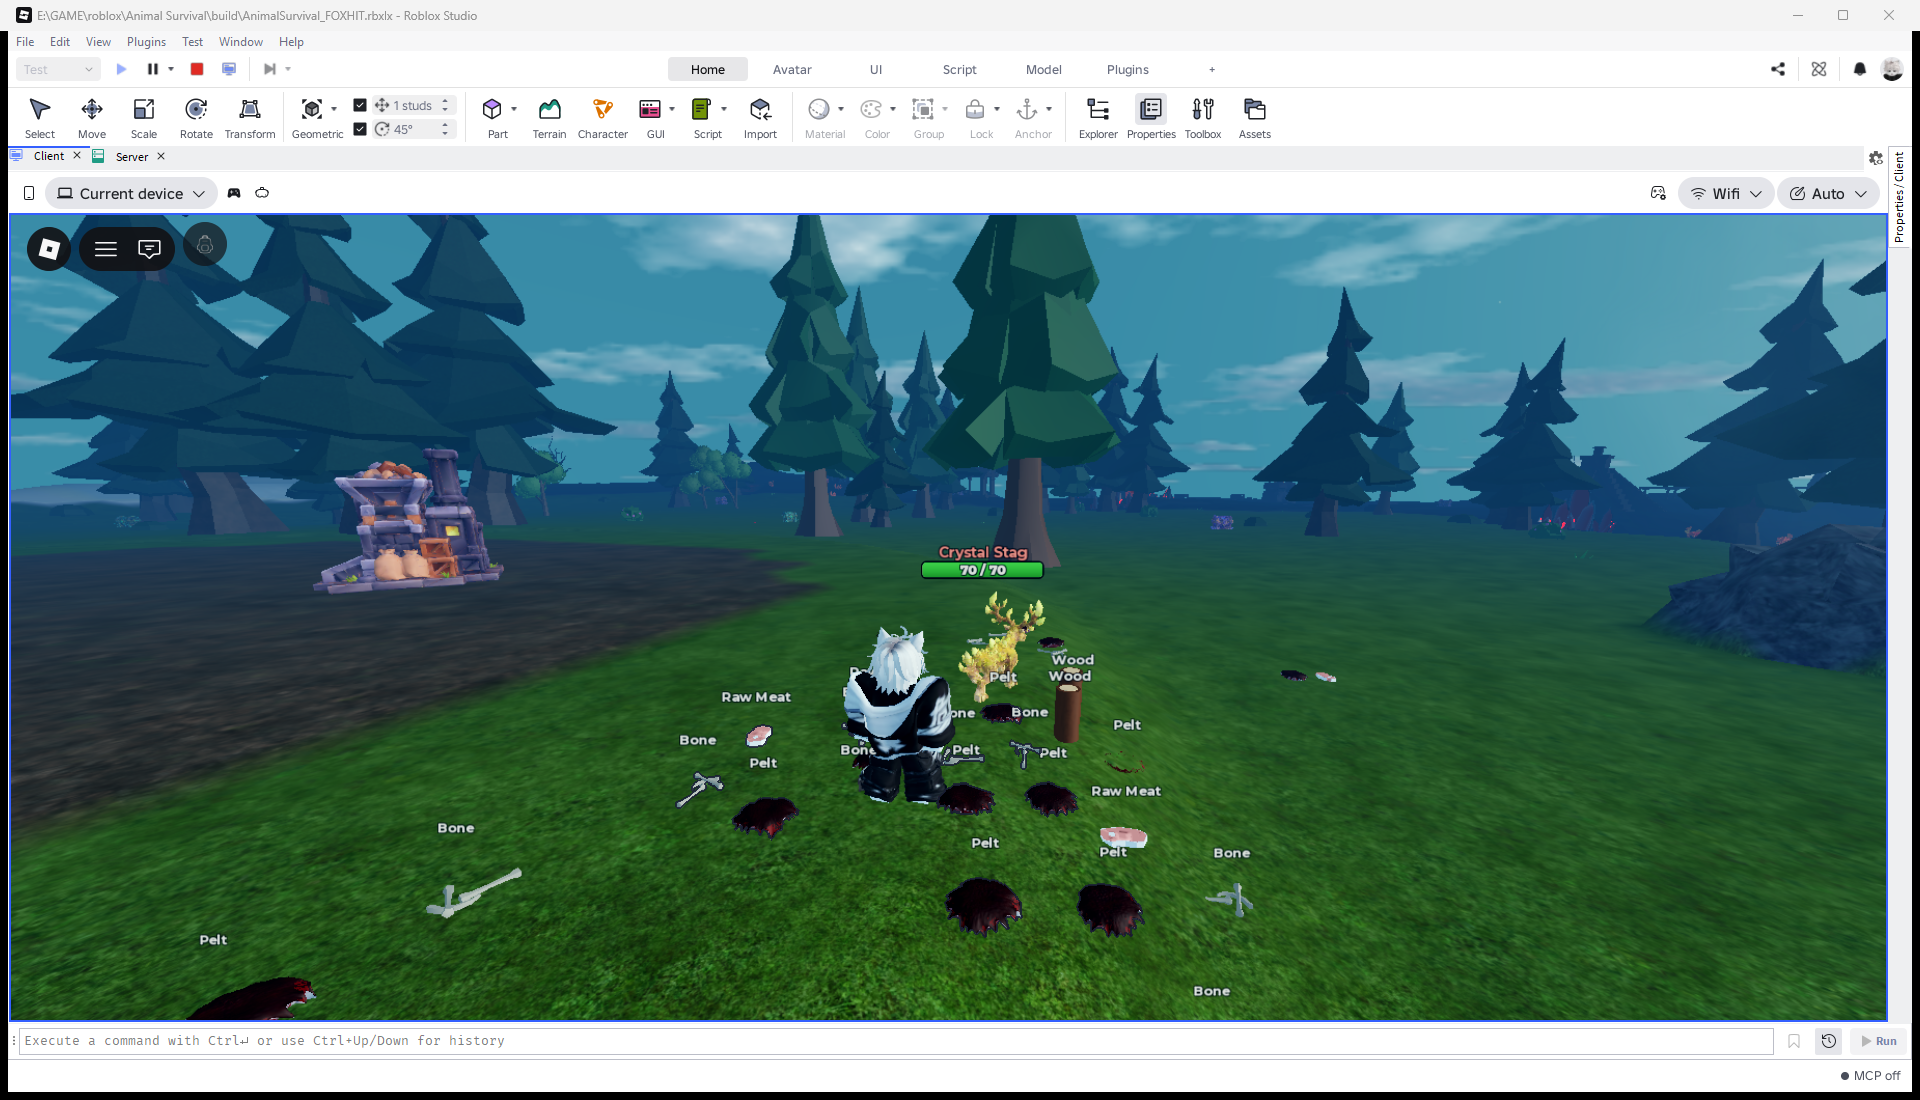 E:\GAME\roblox\Animal Survival\build\AnimalSurvival_FOXHIT.rbxlx - Roblox Studio
File Edit View Plugins Test Window Help
Test
Home Avatar UI Script Model Plugins +
Select Move Scale Rotate Transform Geometric
1 studs
45°
Part Terrain Character GUI Script Import Material Color Group Lock Anchor Explorer Properties Toolbox Assets
Client
Server
Properties / Client
Current device
Wifi
Auto
Crystal Stag
70 / 70
Wood
Pelt
Wood
Raw Meat
Bone
Bone
Pelt
Bone
Pelt
Pelt
Pelt
Raw Meat
Bone
Pelt
Pelt
Bone
Pelt
Bone
Execute a command with Ctrl↵ or use Ctrl+Up/Down for history
Run
MCP off